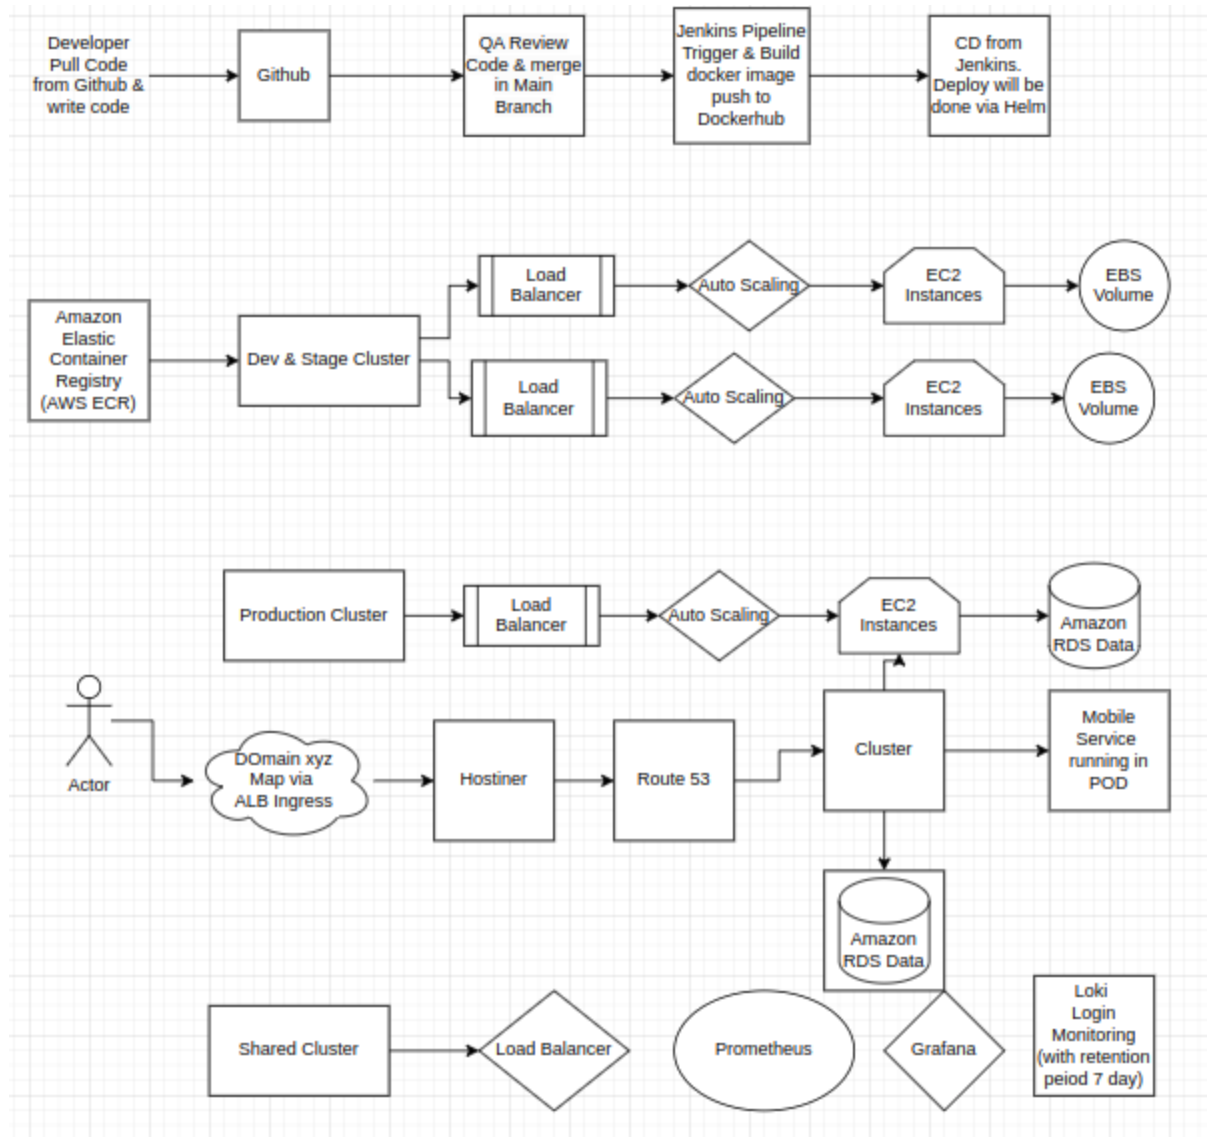 Developer
Pull Code
from Github &
write code
Github
QA Review
Code & merge
in Main
Branch
Jenkins Pipeline
Trigger & Build
docker image
push to
Dockerhub
CD from
Jenkins.
Deploy will be
done via Helm
Amazon
Elastic
Container
Registry
(AWS ECR)
Dev & Stage Cluster
Load
Balancer
Auto Scaling
EC2
Instances
EBS
Volume
Load
Balancer
Auto Scaling
EC2
Instances
EBS
Volume
Production Cluster
Load
Balancer
Auto Scaling
EC2
Instances
Amazon
RDS Data
Actor
DOmain xyz
Map via
ALB Ingress
Hostiner
Route 53
Cluster
Mobile
Service
running in
POD
Amazon
RDS Data
Shared Cluster
Load Balancer
Prometheus
Grafana
Loki
Login
Monitoring
(with retention
peiod 7 day)